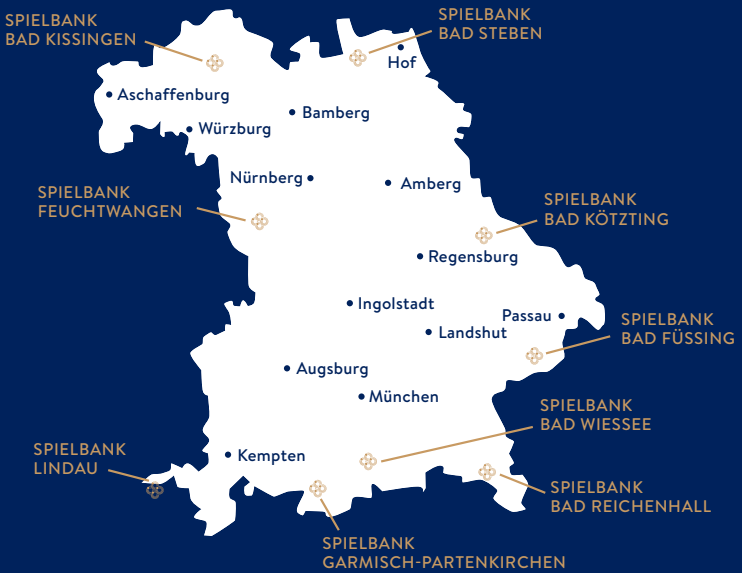 SPIELBANK
BAD KISSINGEN
SPIELBANK
BAD STEBEN
Hof
Aschaffenburg
Bamberg
Würzburg
Nürnberg
Amberg
SPIELBANK
FEUCHTWANGEN
SPIELBANK
BAD KÖTZTING
Regensburg
Ingolstadt
Passau
Landshut
SPIELBANK
BAD FÜSSING
Augsburg
München
SPIELBANK
BAD WIESSEE
SPIELBANK
LINDAU
Kempten
SPIELBANK
BAD REICHENHALL
SPIELBANK
GARMISCH-PARTENKIRCHEN